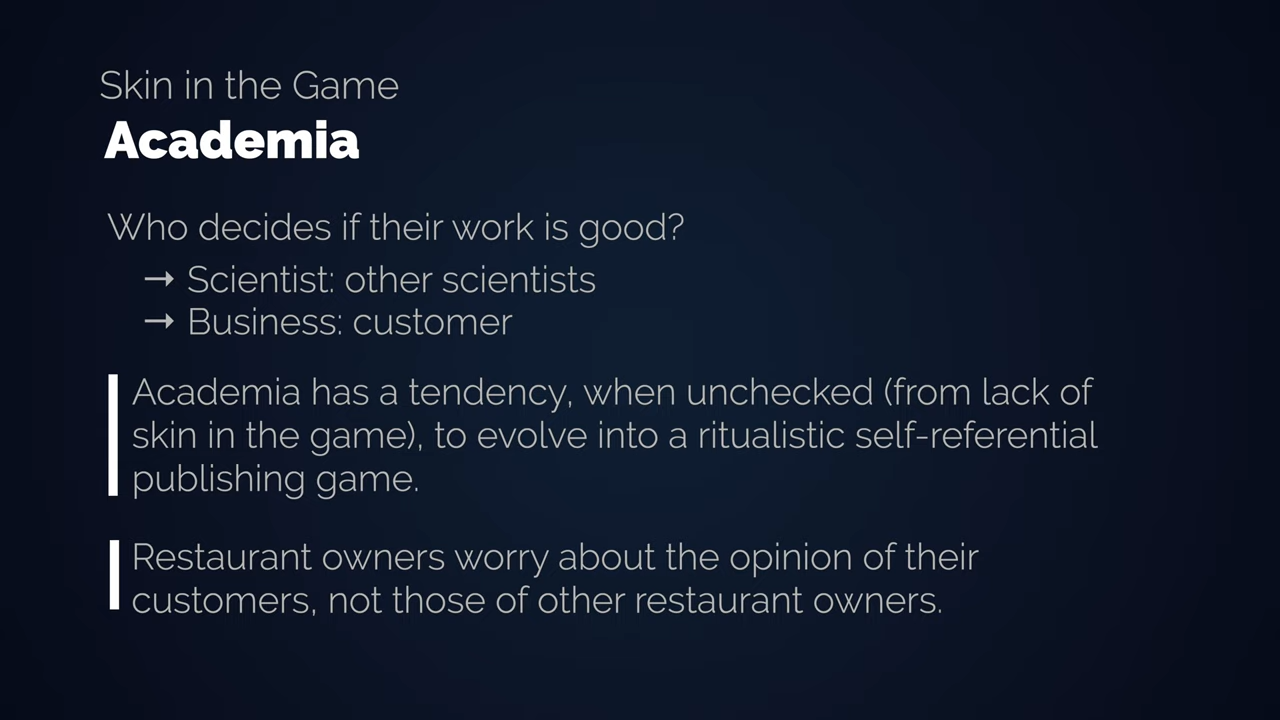 Skin in the Game
Academia
Who decides if their work is good?
→ Scientist: other scientists
→ Business: customer
Academia has a tendency, when unchecked (from lack of
skin in the game), to evolve into a ritualistic self-referential
publishing game.
Restaurant owners worry about the opinion of their
customers, not those of other restaurant owners.